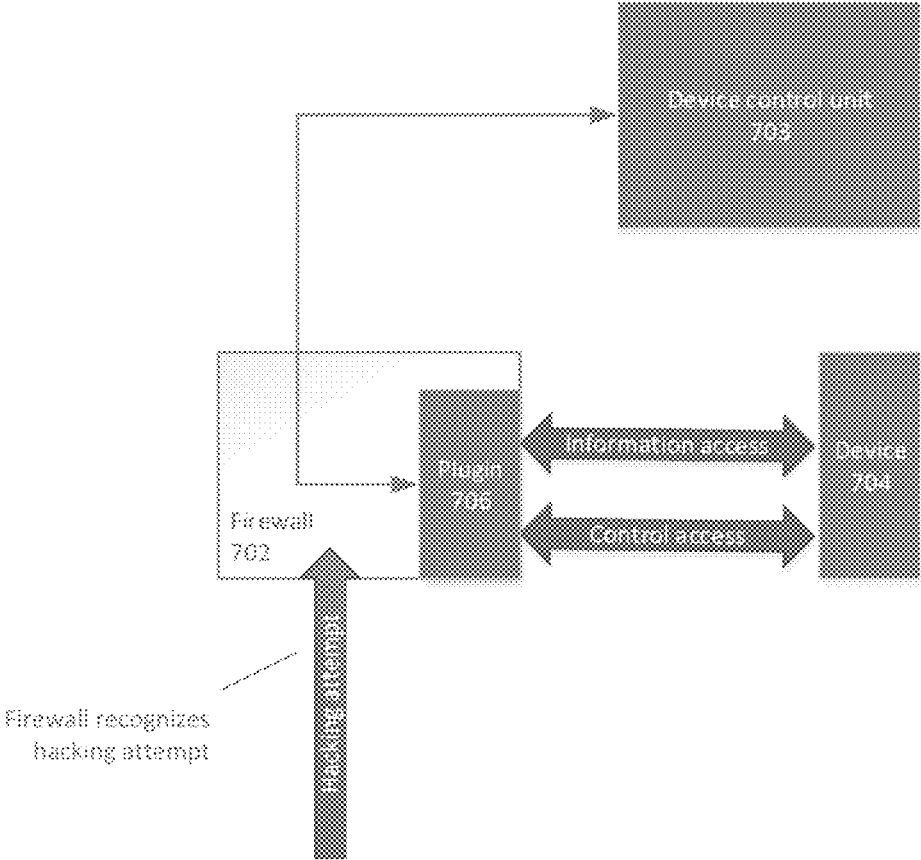 Device control unit
703
Plugin
706
Information access
Device
704
Firewall
702
Control access
Hacking attempt
Firewall recognizes
hacking attempt